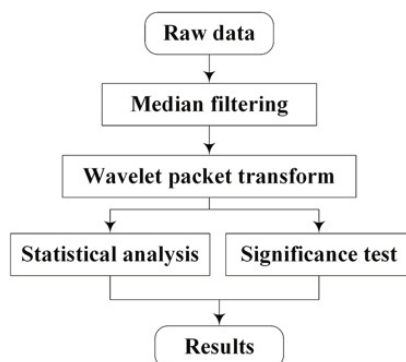 Raw data
Median filtering
Wavelet packet transform
Statistical analysis
Significance test
Results